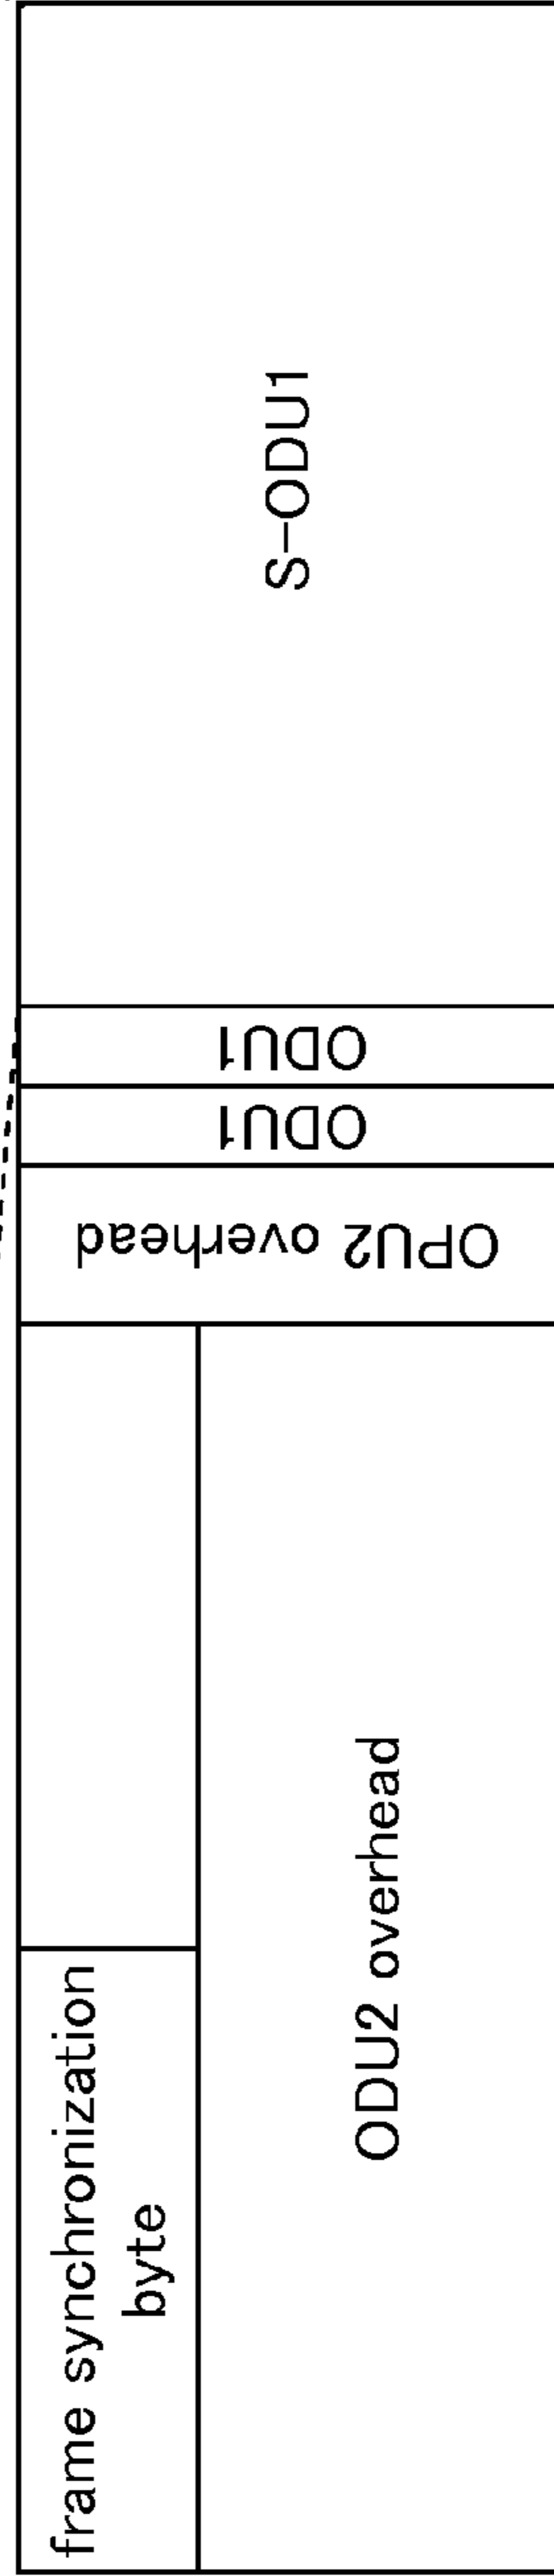 frame synchronization
byte
ODU2 overhead
OPU2 overhead
ODU1
ODU1
S-ODU1